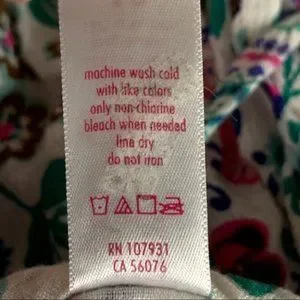 machine wash cold
with like colors
only non-chlorine
bleach when needed
line dry
do not iron
RN 107931
CA 56076